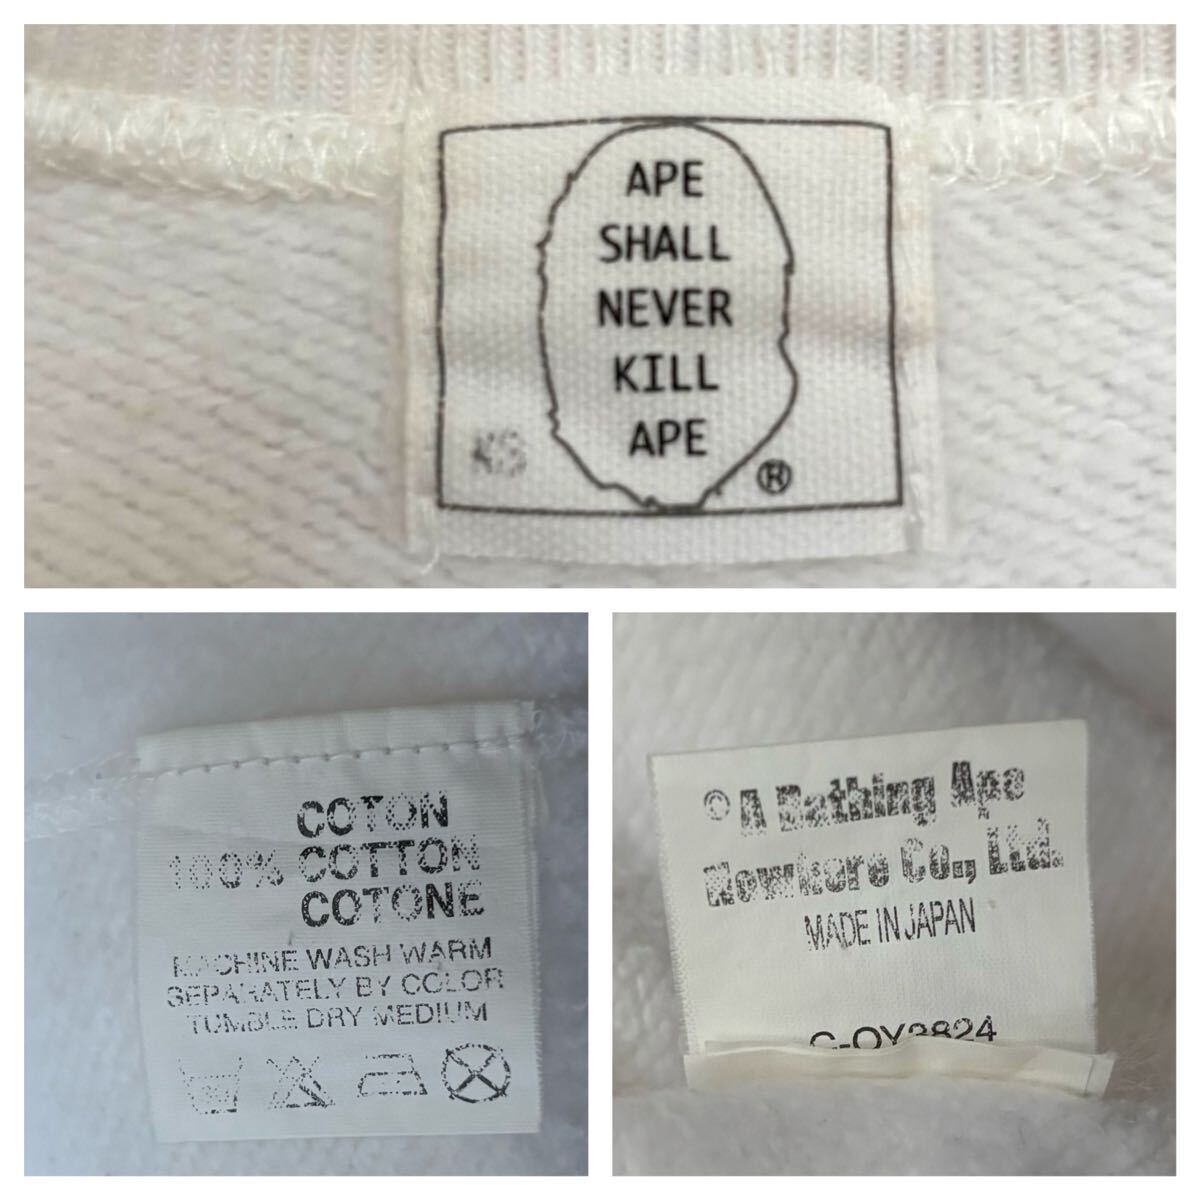 APE
SHALL
NEVER
KILL
APE
®
COTON
100% COTTON
COTONE
MACHINE WASH WARM
SEPARATELY BY COLOR
TUMBLE DRY MEDIUM
© A Bathing Ape
Nowhere Co., Ltd.
MADE IN JAPAN